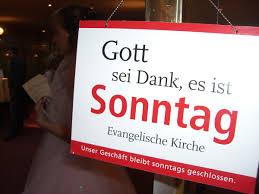 Gott
sei Dank, es ist
Sonntag
Evangelische Kirche
Unser Geschäft bleibt sonntags geschlossen.